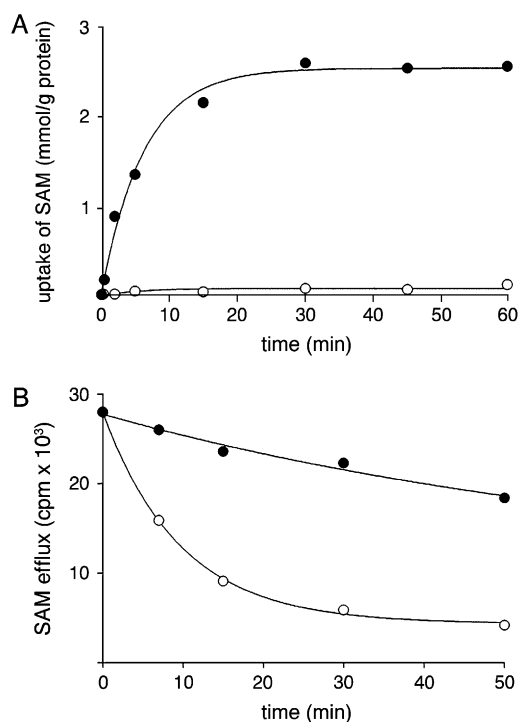 A
3
2
1
uptake of SAM (mmol/g protein)
0 10 20 30 40 50 60
time (min)
B
30
20
10
SAM efflux (cpm x 10³)
0 10 20 30 40 50
time (min)